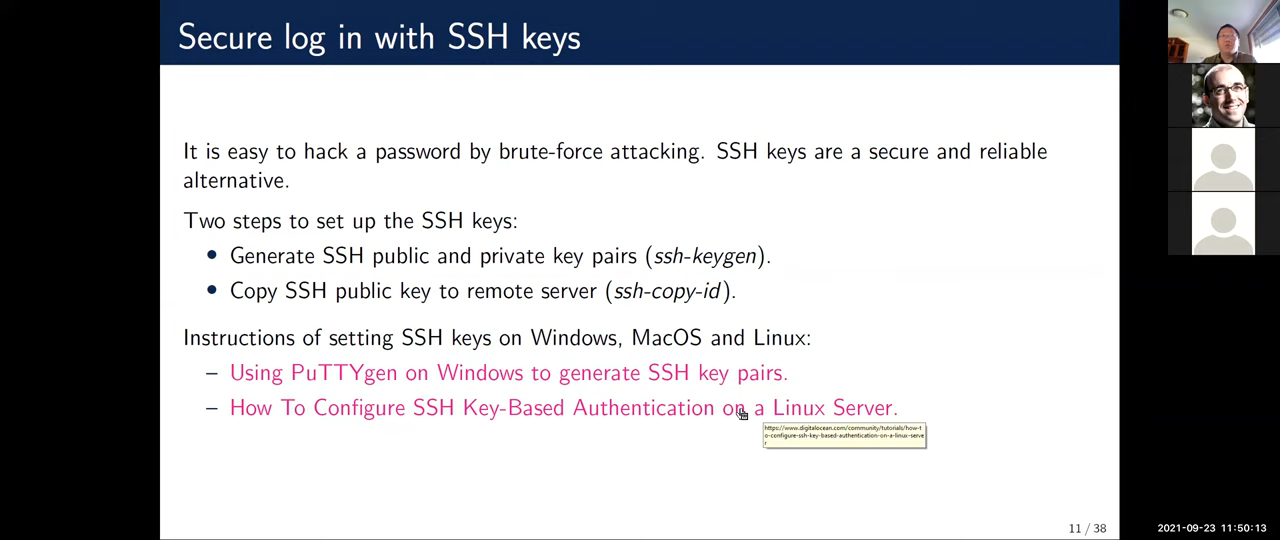 Secure log in with SSH keys
It is easy to hack a password by brute-force attacking. SSH keys are a secure and reliable
alternative.
Two steps to set up the SSH keys:
• Generate SSH public and private key pairs (ssh-keygen).
• Copy SSH public key to remote server (ssh-copy-id).
Instructions of setting SSH keys on Windows, MacOS and Linux:
– Using PuTTYgen on Windows to generate SSH key pairs.
– How To Configure SSH Key-Based Authentication on a Linux Server.
https://www.digitalocean.com/community/tutorials/how-t
o-configure-ssh-key-based-authentication-on-a-linux-serve
r
11 / 38
2021-09-23 11:50:13